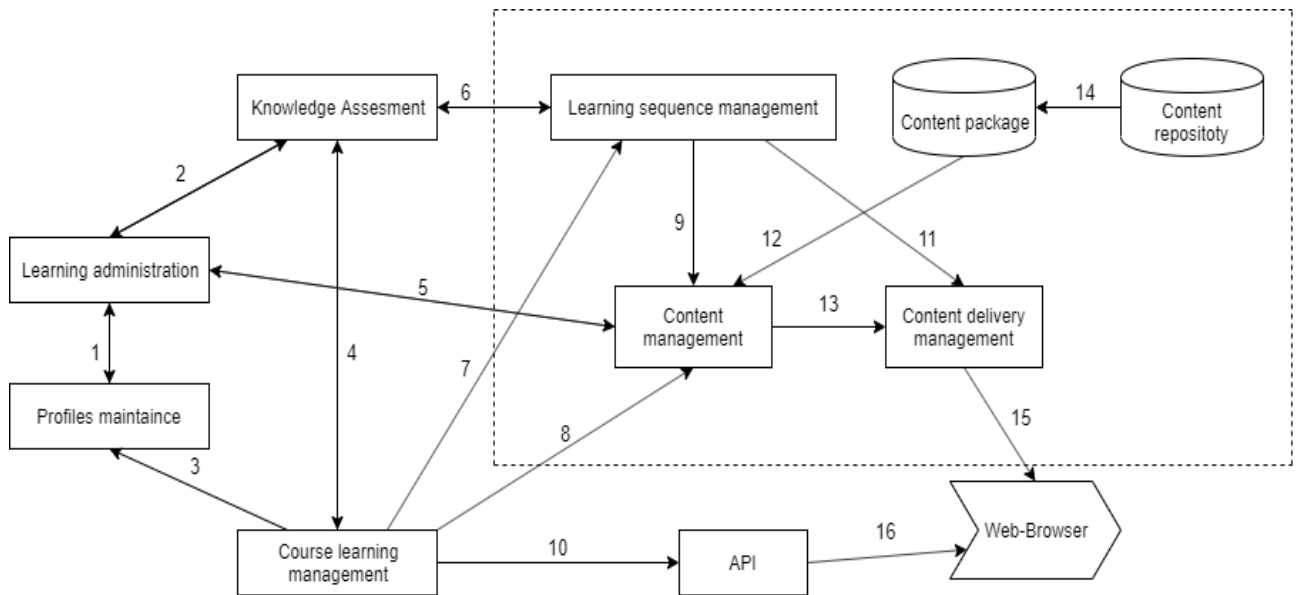 6
Knowledge Assesment
Learning sequence management
Content package
14
Content
repositoty
2
9
12
11
Learning administration
5
Content
management
13
Content delivery
management
1
4
7
Profiles maintaince
8
15
3
Course learning
management
10
API
16
Web-Browser